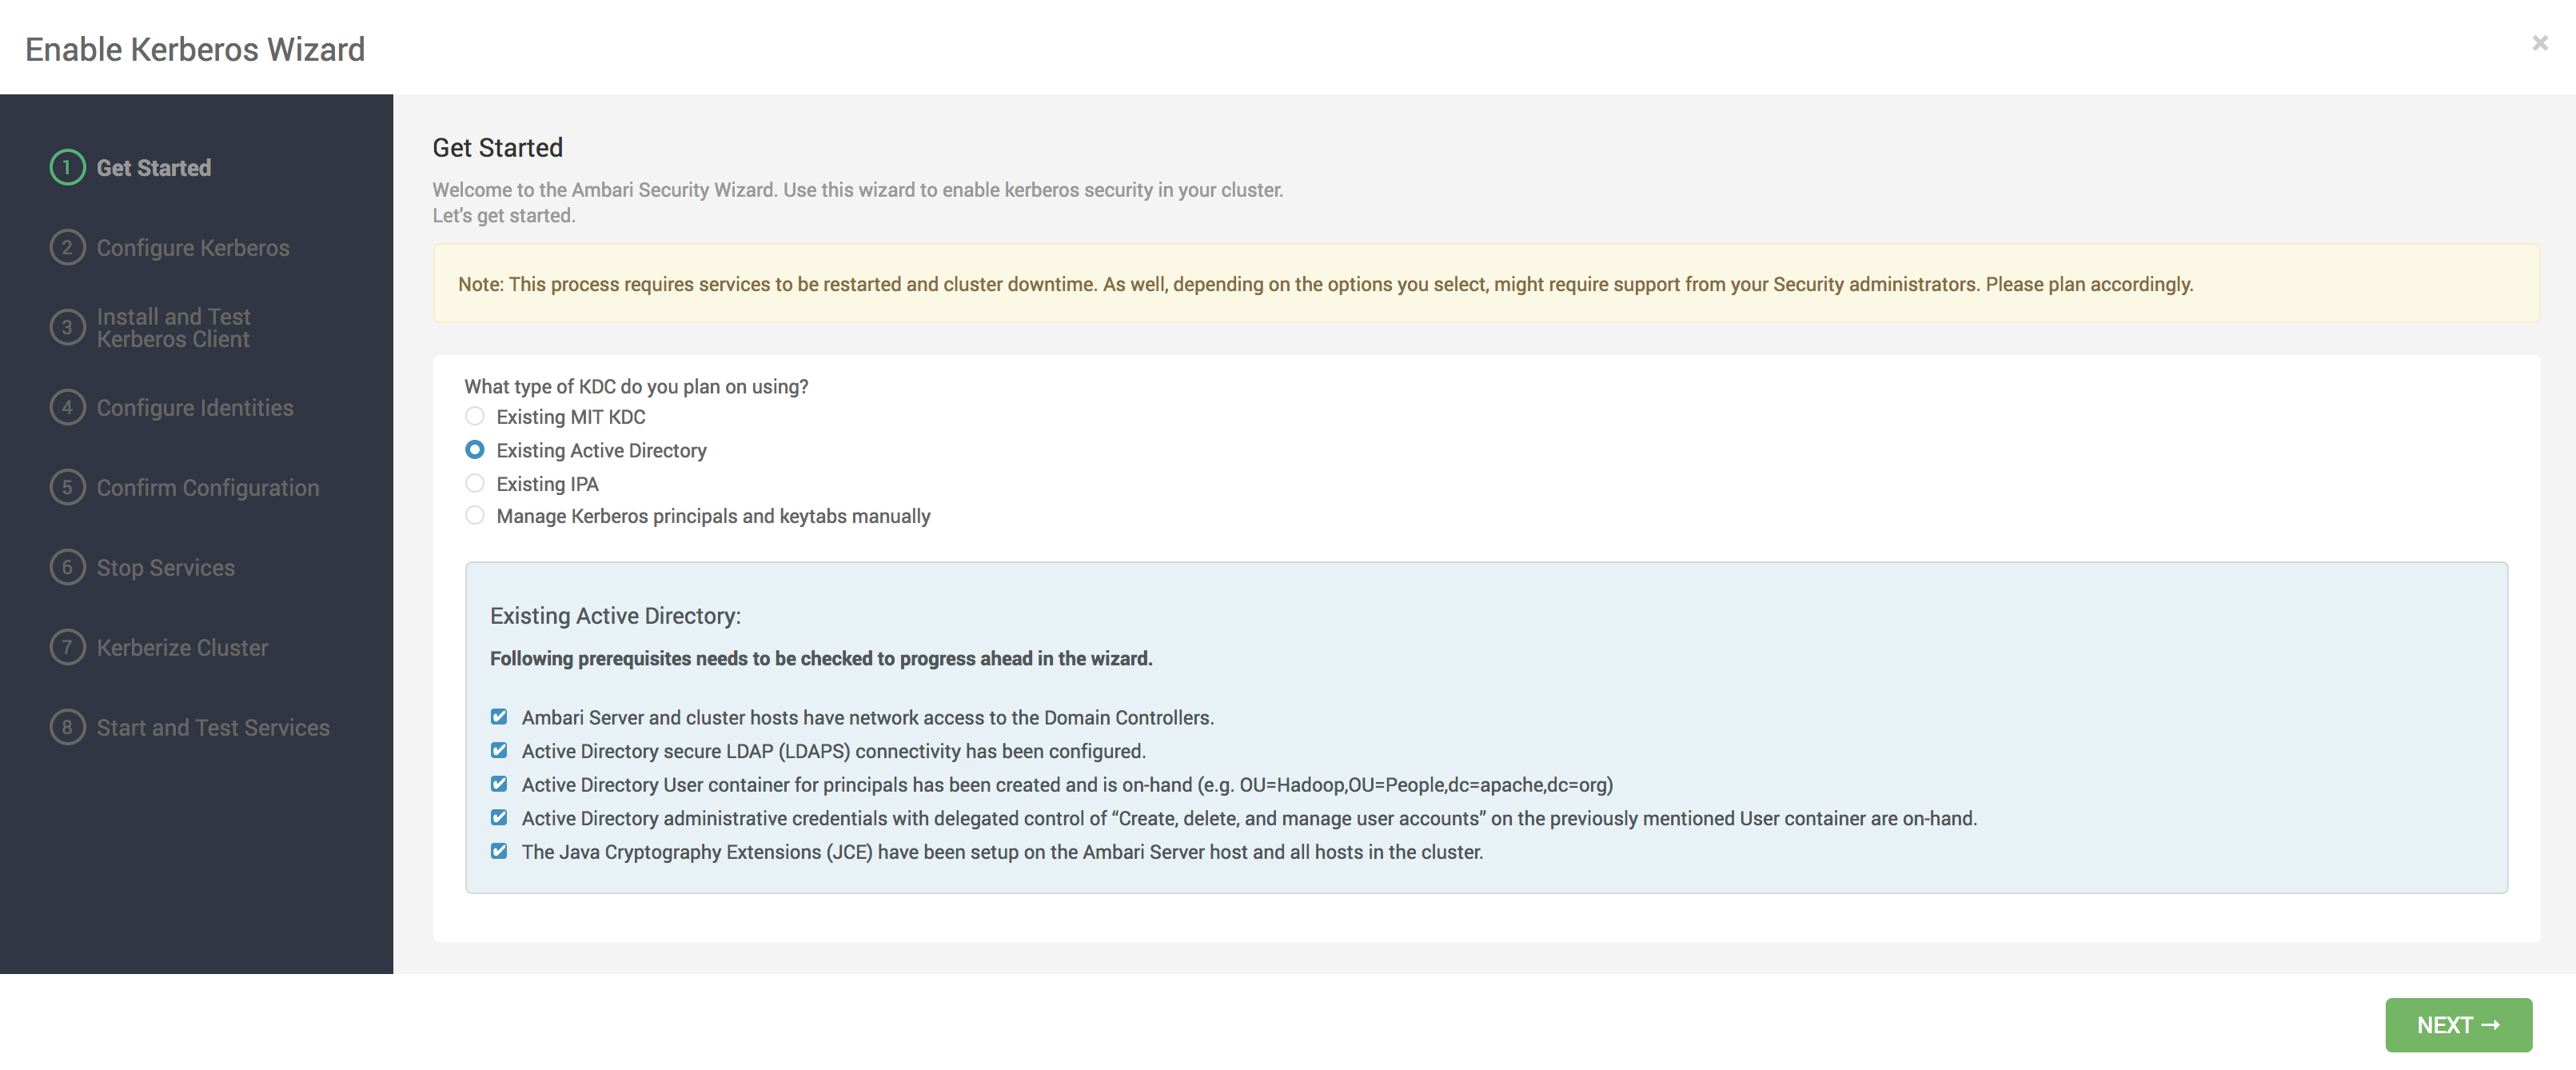 Enable Kerberos Wizard
×
1 Get Started
2 Configure Kerberos
3 Install and Test
Kerberos Client
4 Configure Identities
5 Confirm Configuration
6 Stop Services
7 Kerberize Cluster
8 Start and Test Services
Get Started
Welcome to the Ambari Security Wizard. Use this wizard to enable kerberos security in your cluster.
Let's get started.
Note: This process requires services to be restarted and cluster downtime. As well, depending on the options you select, might require support from your Security administrators. Please plan accordingly.
What type of KDC do you plan on using?
Existing MIT KDC
Existing Active Directory
Existing IPA
Manage Kerberos principals and keytabs manually
Existing Active Directory:
Following prerequisites needs to be checked to progress ahead in the wizard.
Ambari Server and cluster hosts have network access to the Domain Controllers.
Active Directory secure LDAP (LDAPS) connectivity has been configured.
Active Directory User container for principals has been created and is on-hand (e.g. OU=Hadoop,OU=People,dc=apache,dc=org)
Active Directory administrative credentials with delegated control of “Create, delete, and manage user accounts” on the previously mentioned User container are on-hand.
The Java Cryptography Extensions (JCE) have been setup on the Ambari Server host and all hosts in the cluster.
NEXT →